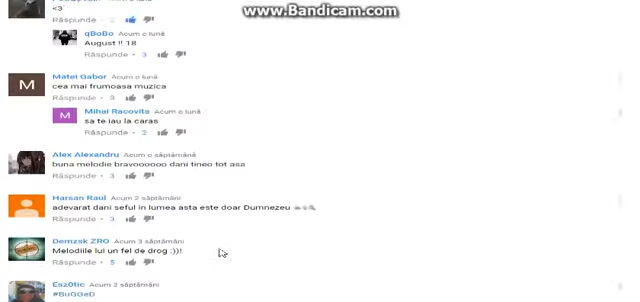 www.Bandicam.com
<3
Răspunde · 2
qBoBo Acum o lună
August !! 18
Răspunde · 3
Matei Gabor Acum o lună
cea mai frumoasa muzica
Răspunde · 3
M
Mihai Racovita Acum o lună
sa te iau la caras
Răspunde · 2
M
Alex Alexandru Acum o săptămână
buna melodie bravoooooo dani tineo tot asa
Răspunde · 3
Harsan Raul Acum 2 săptămâni
adevarat dani seful in lumea asta este doar Dumnezeu
Răspunde · 3
Demzsk ZRO Acum 3 săptămâni
Melodiile lui un fel de drog :))!
Răspunde · 5
Esz0tic Acum 2 săptămâni
#BuGGeD